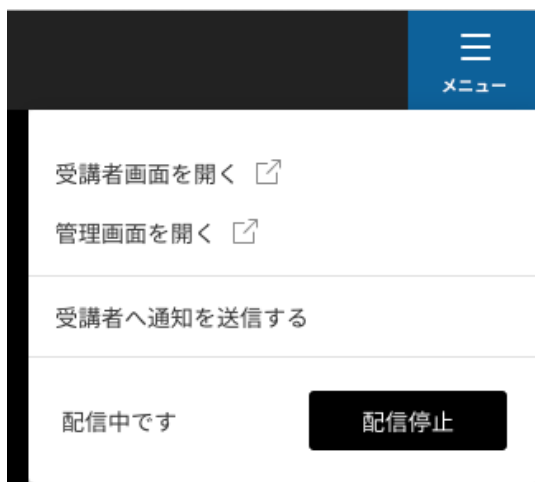 メニュー
受講者画面を開く
管理画面を開く
受講者へ通知を送信する
配信中です 配信停止